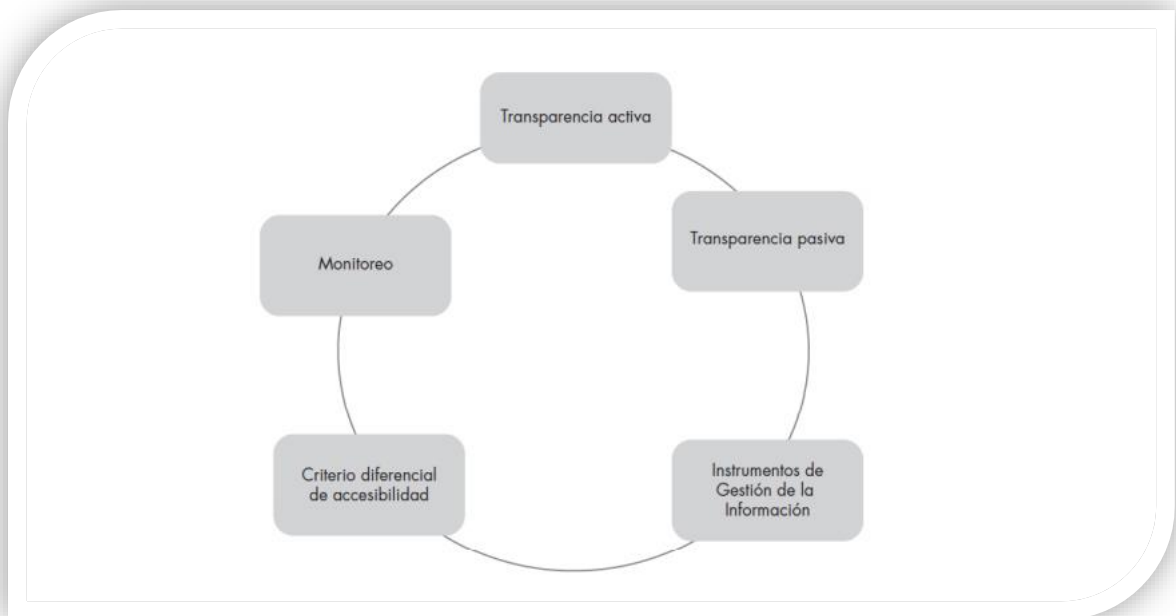 Transparencia activa
Transparencia pasiva
Monitoreo
Criterio diferencial
de accesibilidad
Instrumentos de
Gestión de la
Información